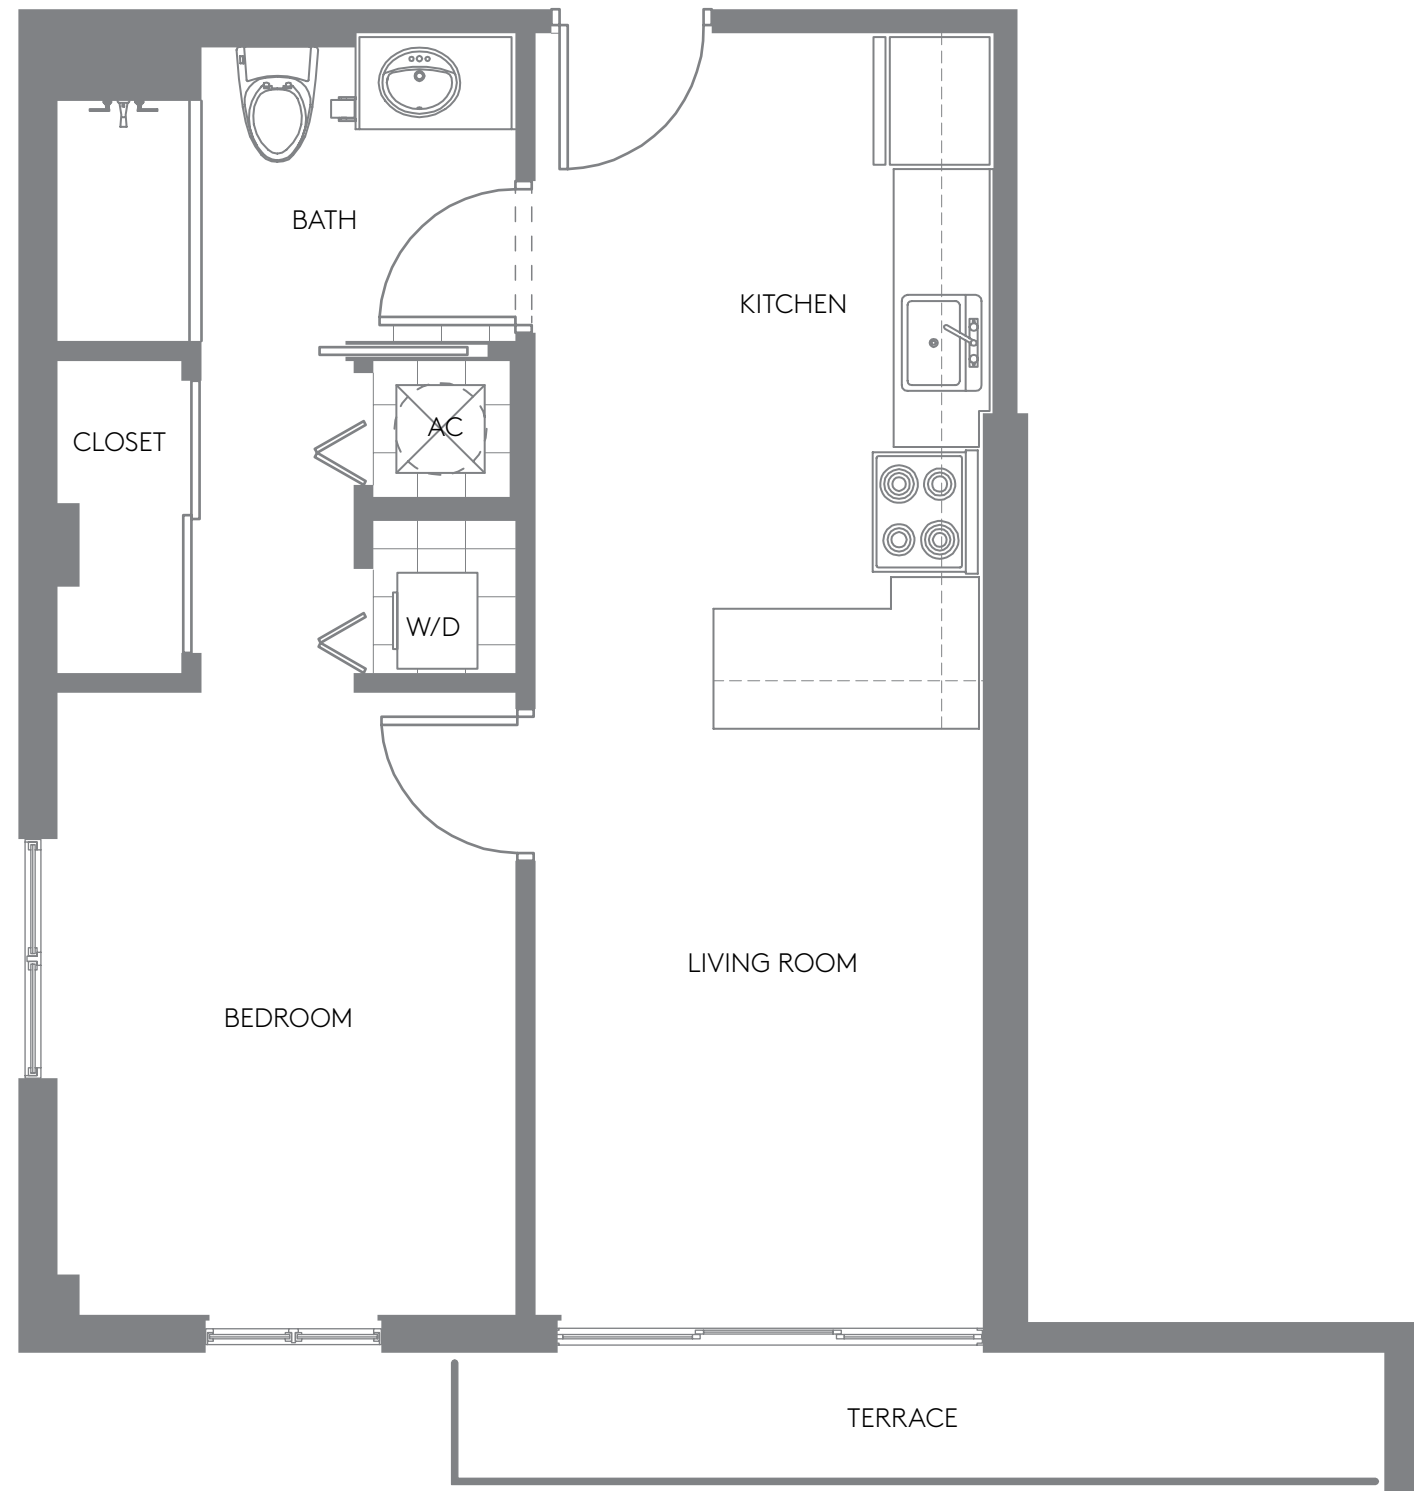 BATH
KITCHEN
AC
CLOSET
W/D
LIVING ROOM
BEDROOM
TERRACE